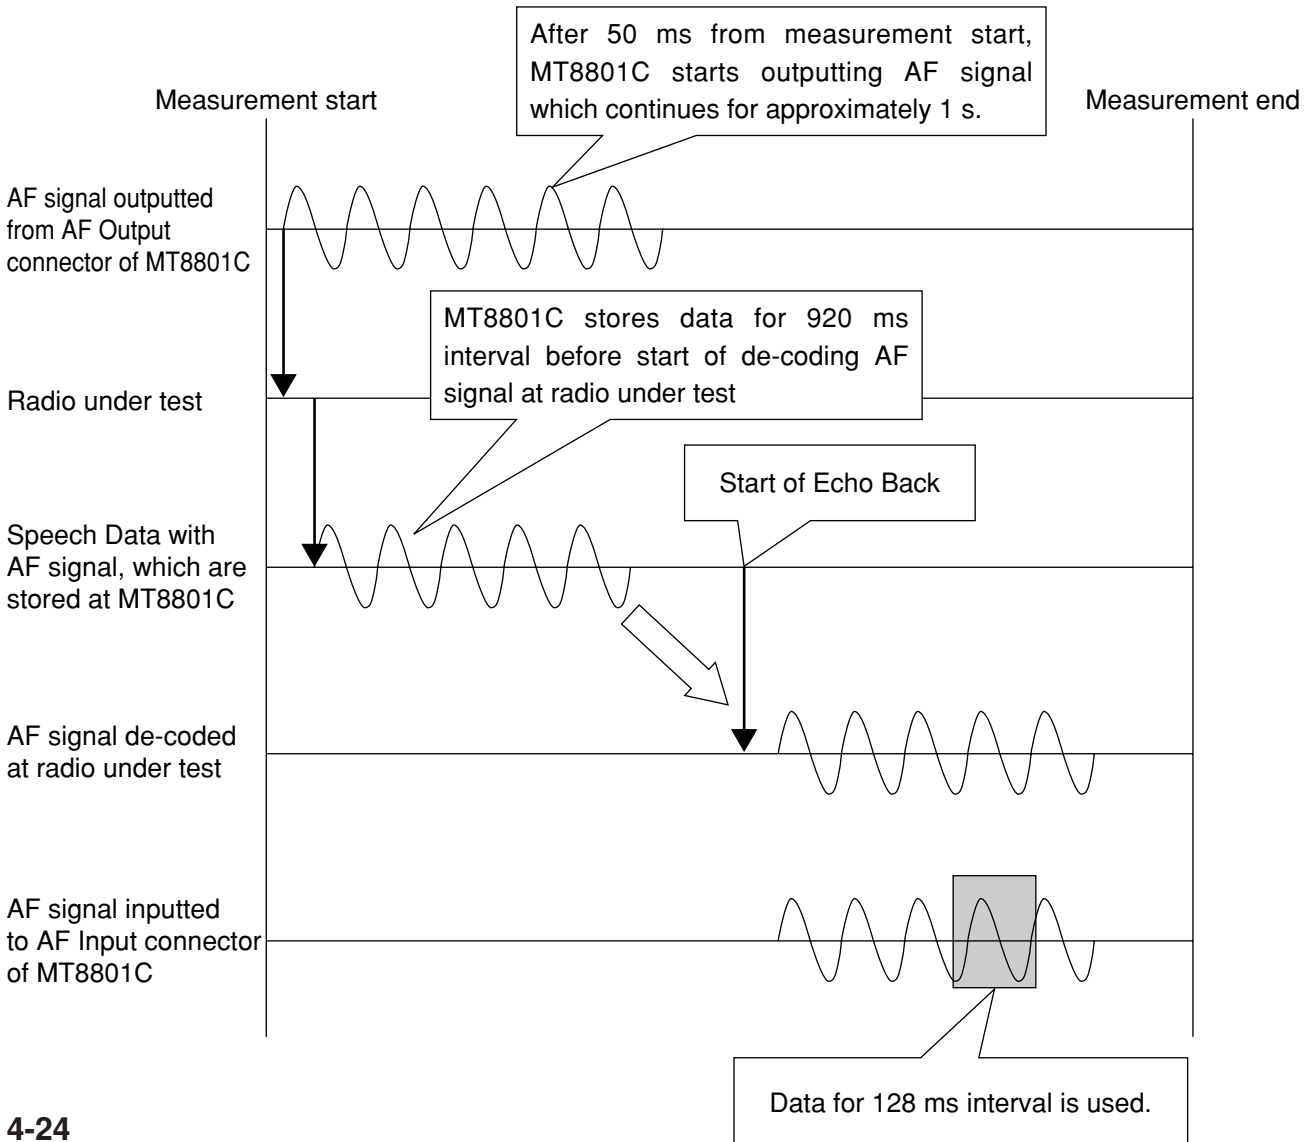 After 50 ms from measurement start,
MT8801C starts outputting AF signal
which continues for approximately 1 s.
Measurement start
Measurement end
AF signal outputted
from AF Output
connector of MT8801C
MT8801C stores data for 920 ms
interval before start of de-coding AF
signal at radio under test
Radio under test
Start of Echo Back
Speech Data with
AF signal, which are
stored at MT8801C
AF signal de-coded
at radio under test
AF signal inputted
to AF Input connector
of MT8801C
Data for 128 ms interval is used.
4-24